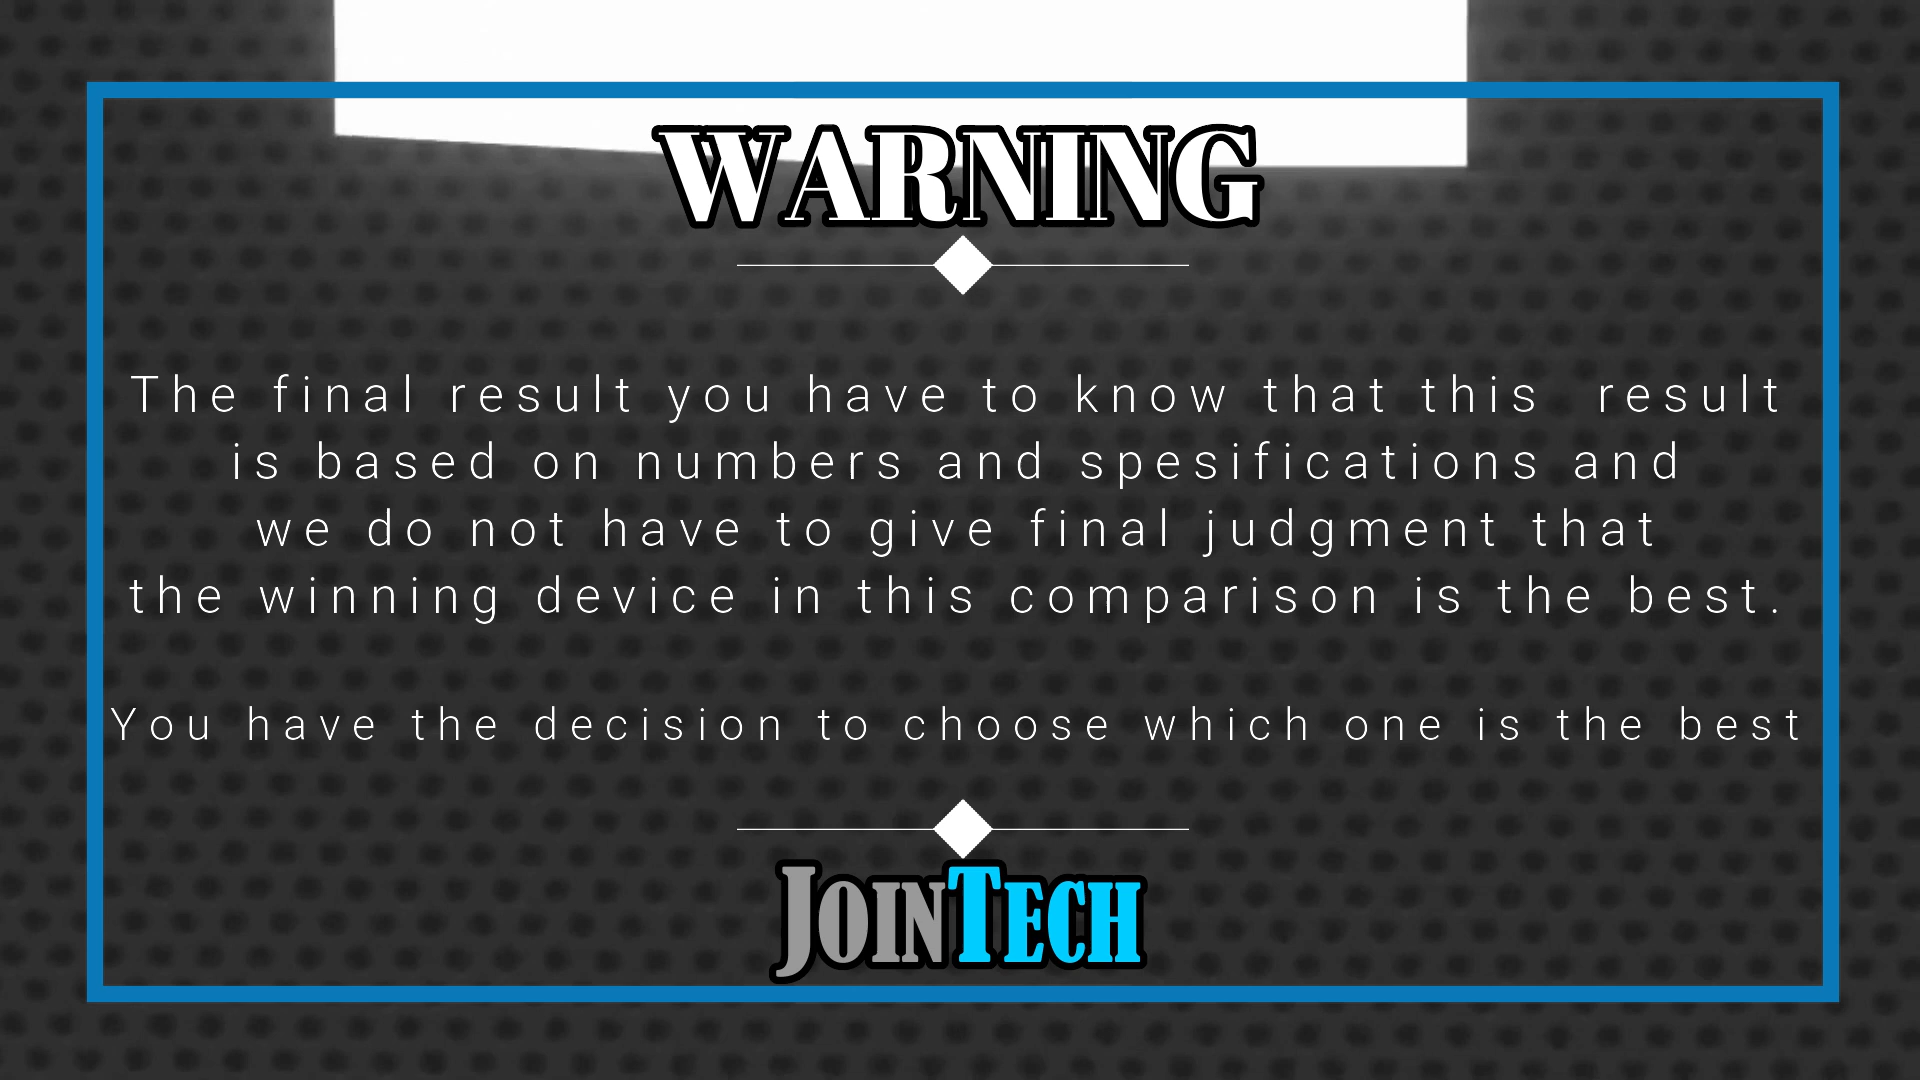 WARNING
The final result you have to know that this result
is based on numbers and spesifications and
we do not have to give final judgment that
the winning device in this comparison is the best.
You have the decision to choose which one is the best
JOINTECH